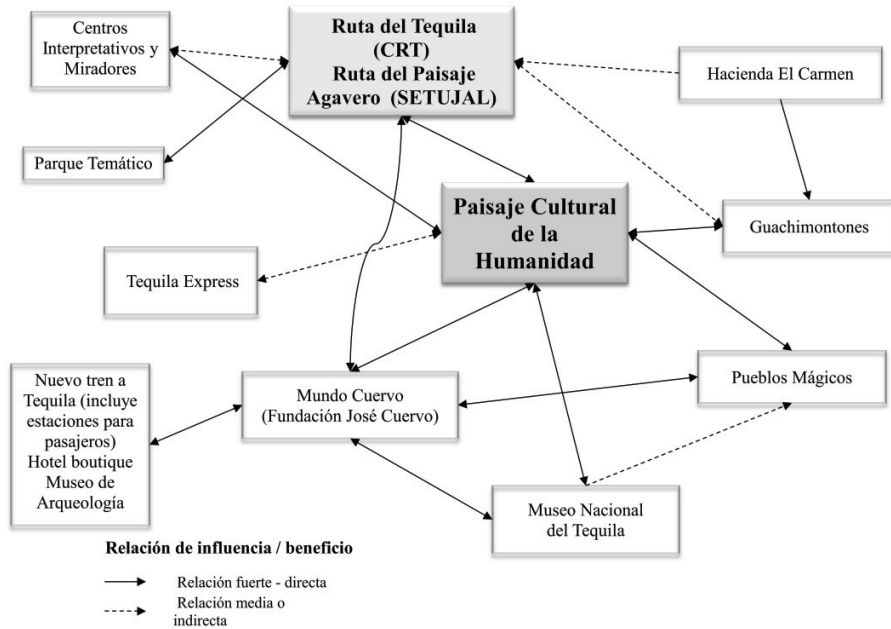 Centros
Interpretativos y
Miradores
Ruta del Tequila
(CRT)
Ruta del Paisaje
Agavero (SETUJAL)
Hacienda El Carmen
Parque Temático
Paisaje Cultural
de la
Humanidad
Guachimontones
Tequila Express
Nuevo tren a
Tequila (incluye
estaciones para
pasajeros)
Hotel boutique
Museo de
Arqueología
Mundo Cuervo
(Fundación José Cuervo)
Pueblos Mágicos
Museo Nacional
del Tequila
Relación de influencia / beneficio
Relación fuerte - directa
Relación media o
indirecta